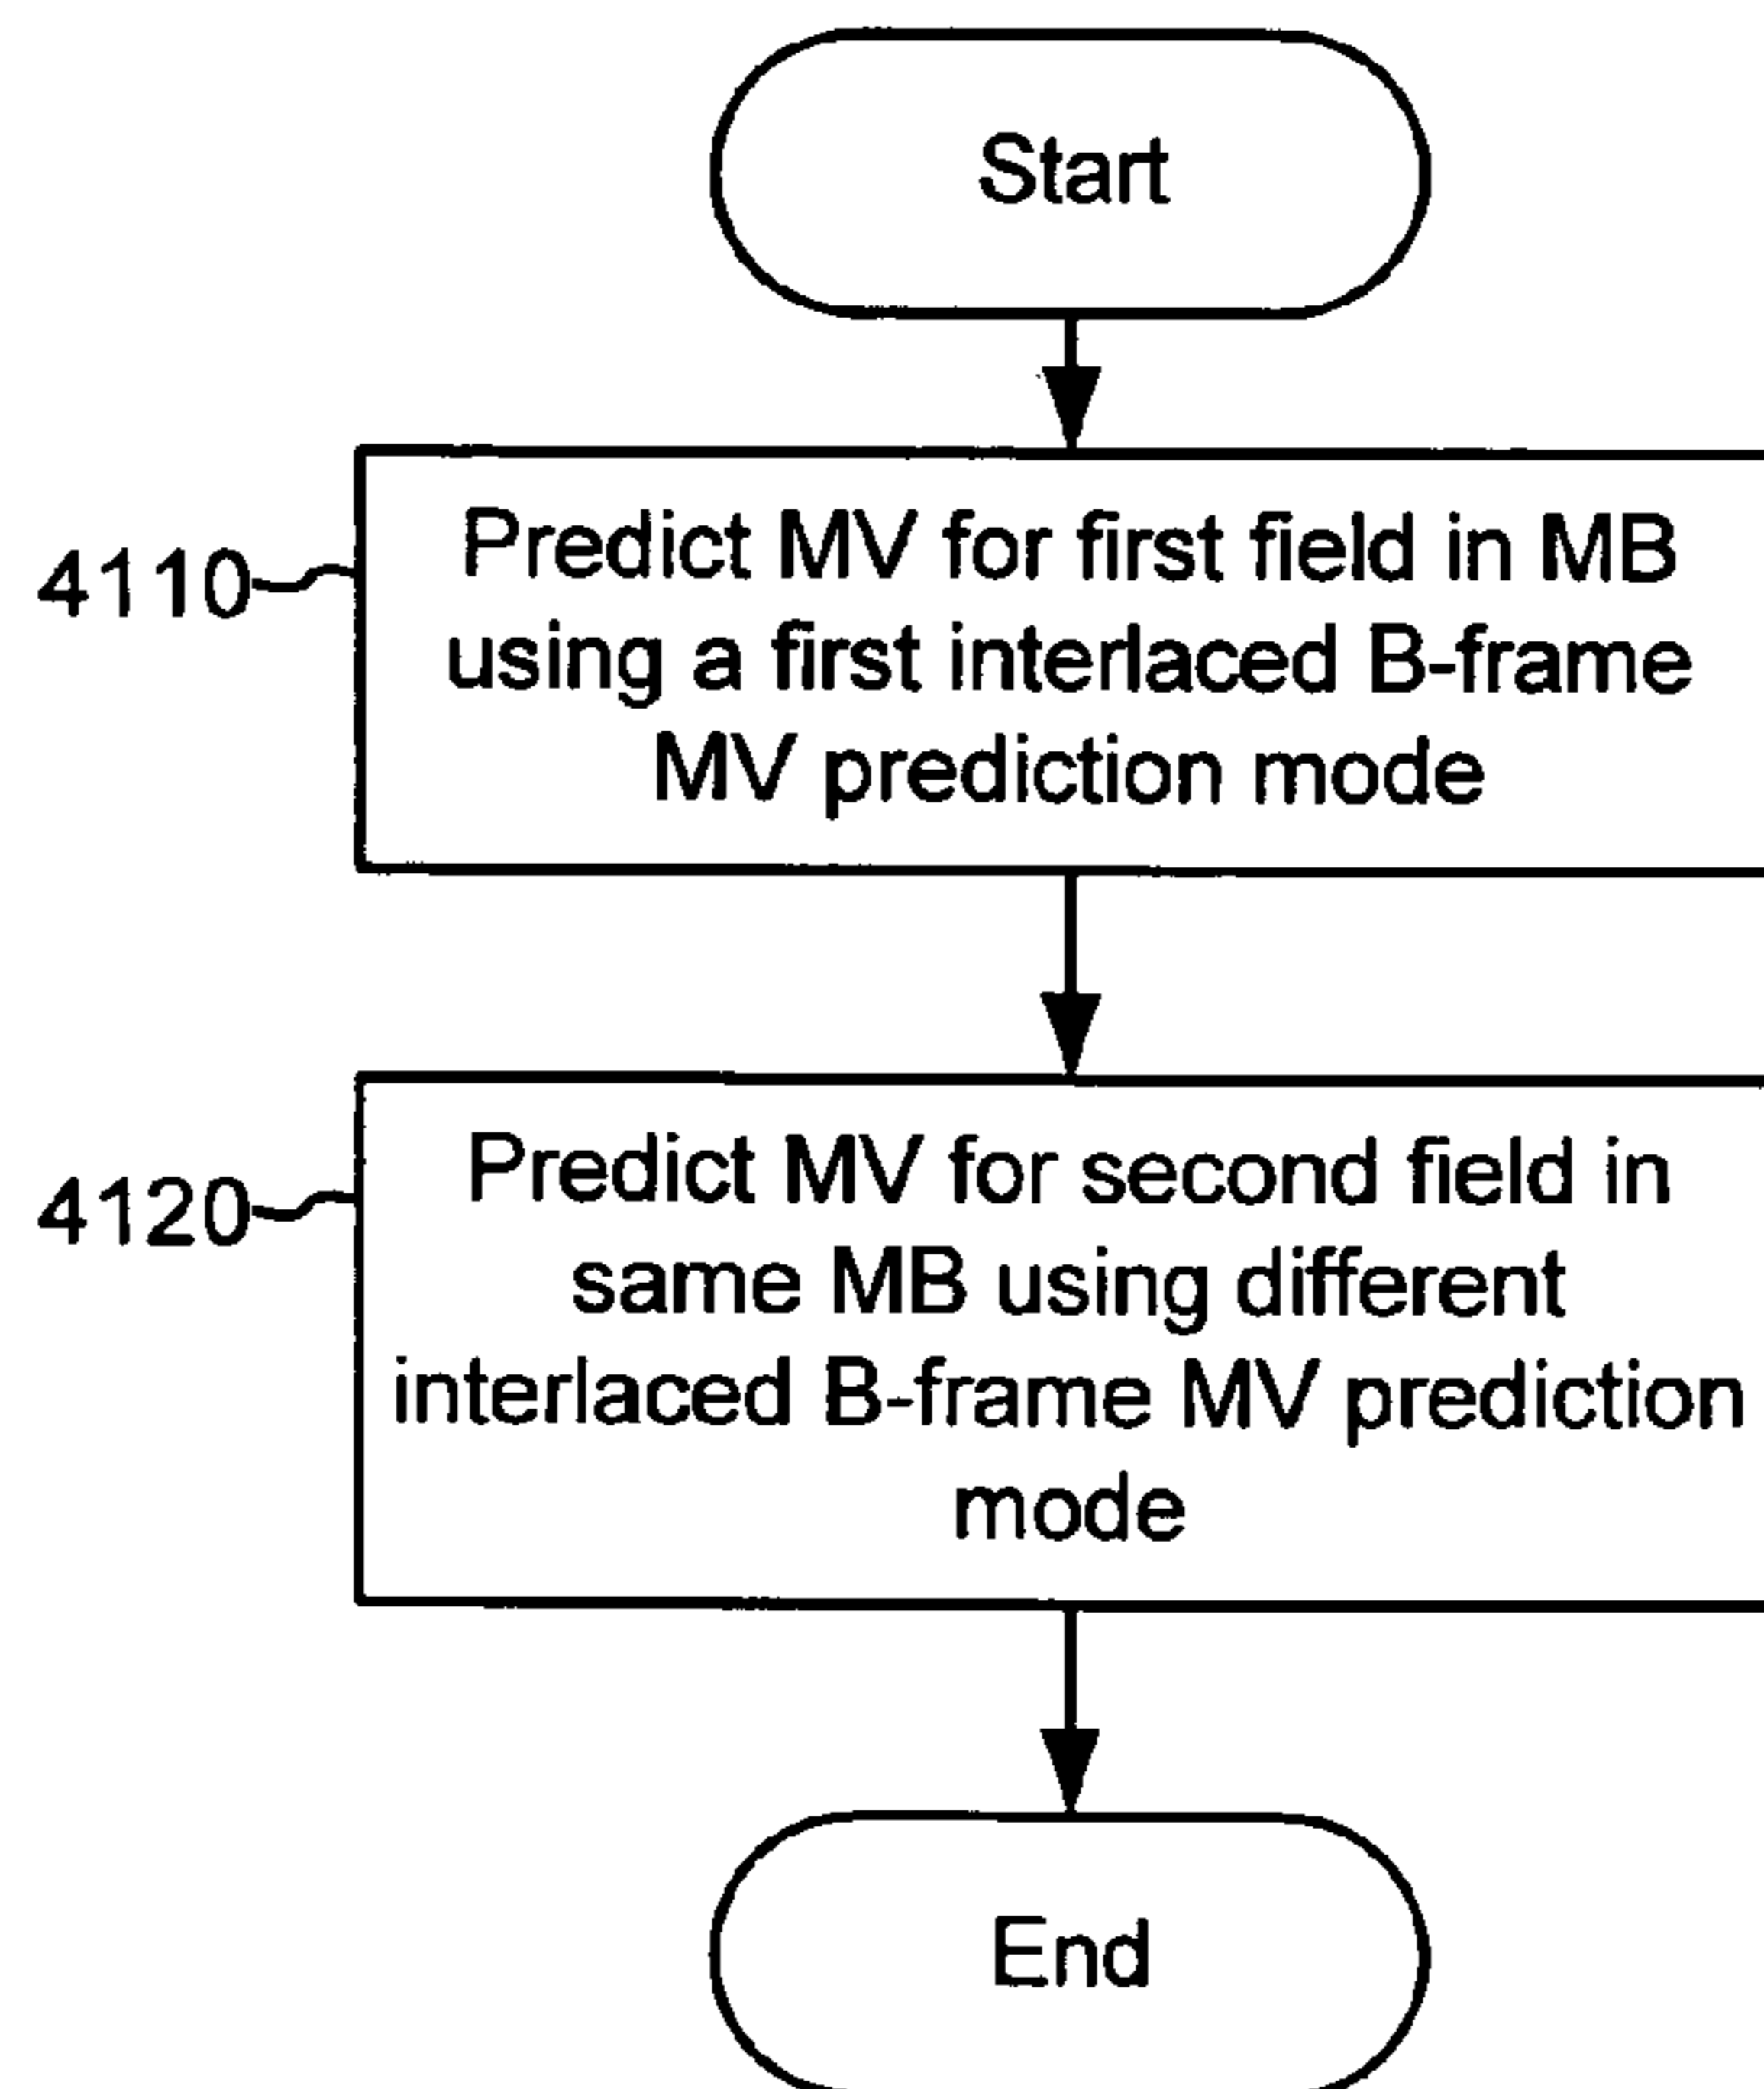 Start
4110
Predict MV for first field in MB
using a first interlaced B-frame
MV prediction mode
4120
Predict MV for second field in
same MB using different
interlaced B-frame MV prediction
mode
End